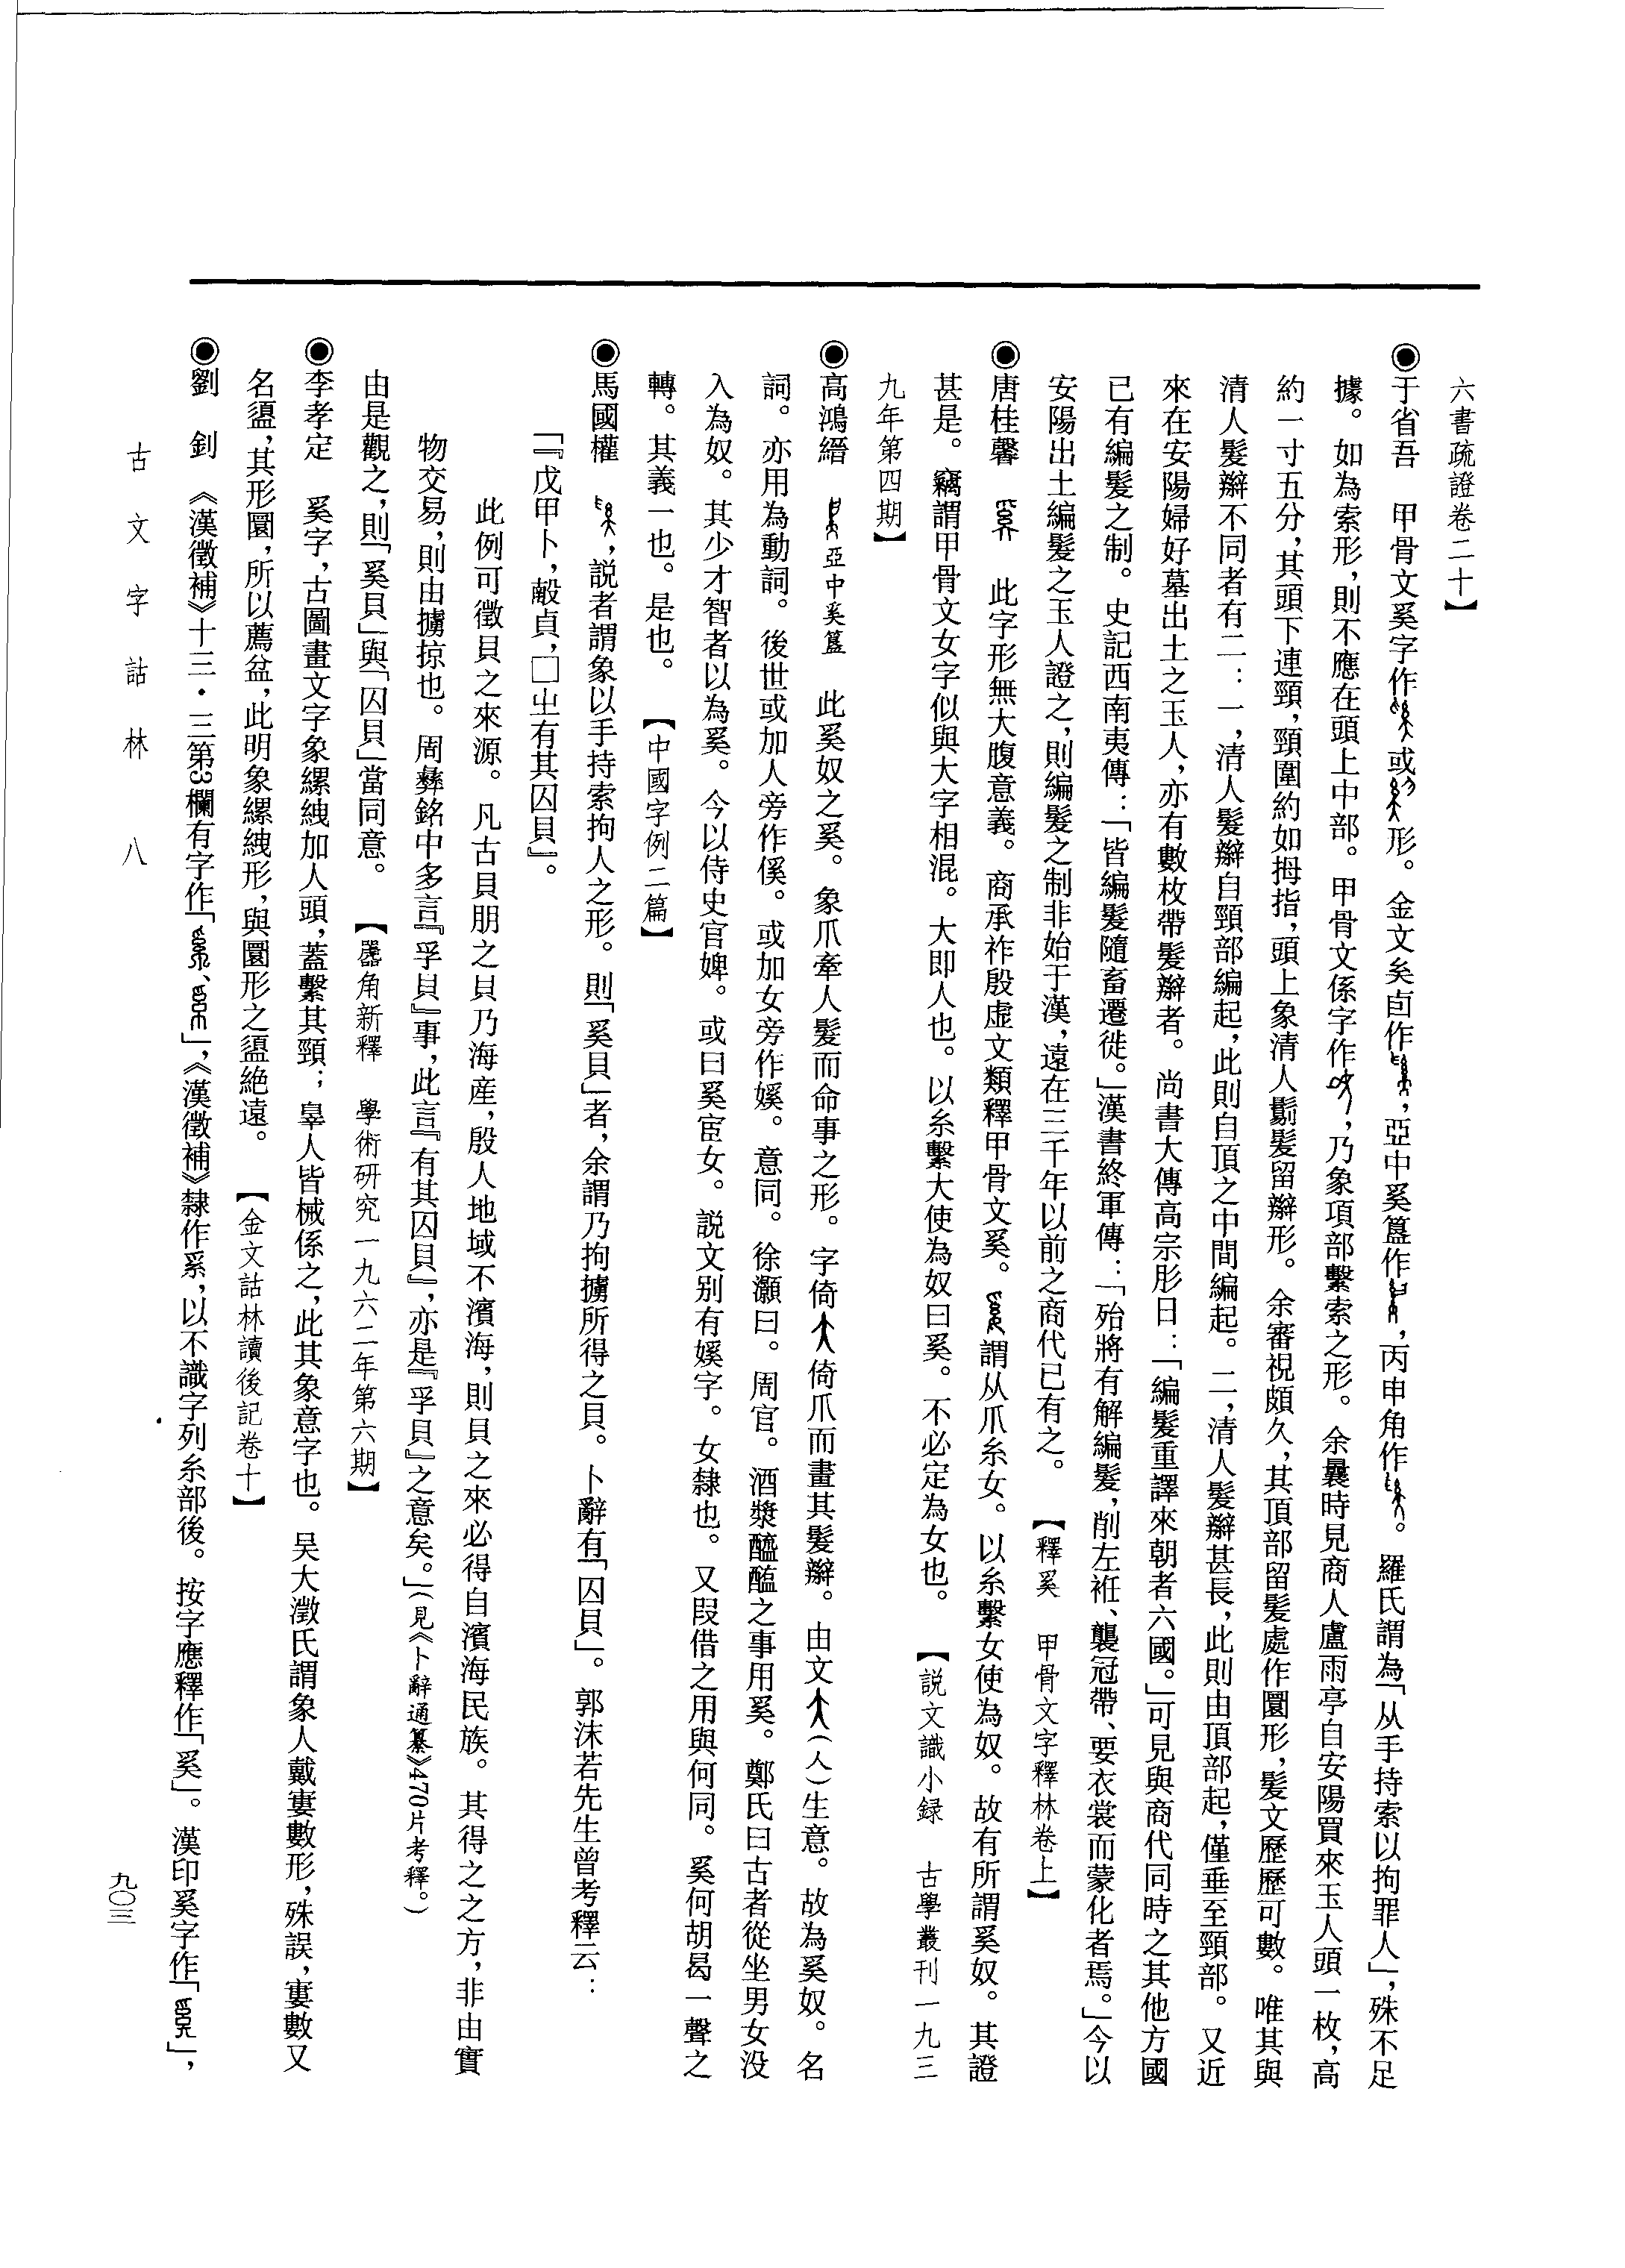 六書疏證卷二十】
◉于省吾　甲骨文奚字作或形。金文矣卣作，亞中奚簋作，丙申角作。羅氏謂為「从手持索以拘罪人」，殊不足
據。如為索形，則不應在頭上中部。甲骨文係字作，乃象項部繫索之形。余曩時見商人盧雨亭自安陽買來玉人頭一枚，高
約一寸五分，其頭下連頸，頸圍約如拇指，頭上象清人鬍髮留辮形。余審視頗久，其頂部留髮處作圜形，髮文歷歷可數。唯其與
清人髮辮不同者有二：一，清人髮辮自頸部編起，此則自頂之中間編起。二，清人髮辮甚長，此則由頂部起，僅垂至頸部。又近
來在安陽婦好墓出土之玉人，亦有數枚帶髮辮者。尚書大傳高宗肜日：「編髮重譯來朝者六國。」可見與商代同時之其他方國
已有編髮之制。史記西南夷傳：「皆編髮隨畜遷徙。」漢書終軍傳：「殆將有解編髮，削左衽、襲冠帶、要衣裳而蒙化者焉。」今以
安陽出土編髮之玉人證之，則編髮之制非始于漢，遠在三千年以前之商代已有之。　【釋奚　甲骨文字釋林卷上】
◉唐桂馨　此字形無大腹意義。商承祚殷虛文類釋甲骨文奚。謂从爪糸女。以糸繫女使為奴。故有所謂奚奴。其證
甚是。竊謂甲骨文女字似與大字相混。大即人也。以糸繫大使為奴曰奚。不必定為女也。　【説文識小録　古學叢刊一九三
九年第四期】
◉高鴻縉　亞中奚簋　此奚奴之奚。象爪牽人髮而命事之形。字倚倚爪而畫其髮辮。由文（人）生意。故為奚奴。名
詞。亦用為動詞。後世或加人旁作傒。或加女旁作嫨。意同。徐灝曰。周官。酒漿醯醢之事用奚。鄭氏曰古者從坐男女没
入為奴。其少才智者以為奚。今以侍史官婢。或曰奚宦女。説文别有嫨字。女隸也。又叚借之用與何同。奚何胡曷一聲之
轉。其義一也。是也。　【中國字例二篇】
◉馬國權　，説者謂象以手持索拘人之形。則「奚貝」者，余謂乃拘擄所得之貝。卜辭有「囚貝」。郭沫若先生曾考釋云：
「『戊甲卜，㱿貞，□㞢有其囚貝』。
此例可徵貝之來源。凡古貝朋之貝乃海産，殷人地域不濱海，則貝之來必得自濱海民族。其得之之方，非由實
物交易，則由擄掠也。周彝銘中多言『孚貝』事，此言『有其囚貝』，亦是『孚貝』之意矣。」（見《卜辭通纂》470片考釋。）
由是觀之，則「奚貝」與「囚貝」當同意。　【䰧角新釋　學術研究一九六二年第六期】
◉李孝定　奚字，古圖畫文字象縲絏加人頭，蓋繫其頸；辠人皆械係之，此其象意字也。吴大澂氏謂象人戴寠數形，殊誤，寠數又
名䀂，其形圜，所以薦盆，此明象縲絏形，與圜形之䀂絶遠。　【金文詁林讀後記卷十】
◉劉　釗　《漢徵補》十三・三第3欄有字作「、」，《漢徵補》隸作䌛，以不識字列糸部後。按字應釋作「奚」。漢印奚字作「」，
古文字詁林　八
九〇三